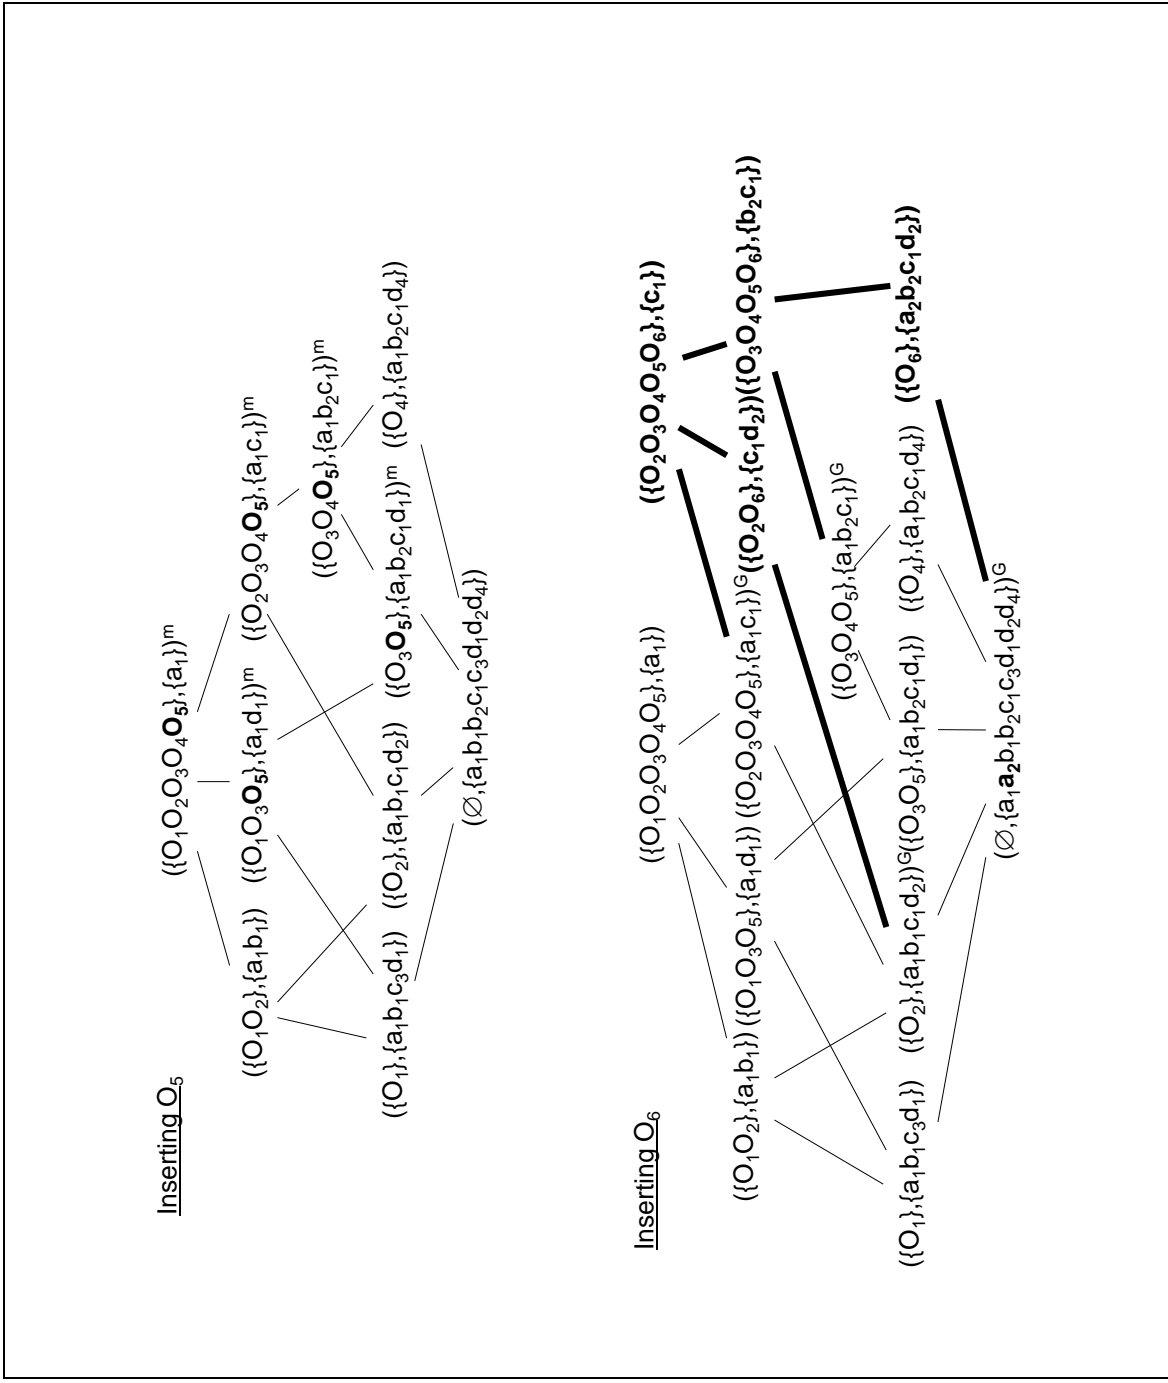 Inserting O₅
({O₁O₂O₃O₄O₅},{a₁})ᵐ
({O₁O₂},{a₁b₁}) ({O₁O₃O₅},{a₁d₁})ᵐ ({O₂O₃O₄O₅},{a₁c₁})ᵐ
({O₃O₄O₅},{a₁b₂c₁})ᵐ
({O₁},{a₁b₁c₃d₁}) ({O₂},{a₁b₁c₁d₂}) ({O₃O₅},{a₁b₂c₁d₁})ᵐ ({O₄},{a₁b₂c₁d₄})
(∅,{a₁b₁b₂c₁c₃d₁d₂d₄})
Inserting O₆
({O₁O₂O₃O₄O₅},{a₁}) ({O₂O₃O₄O₅O₆},{c₁})
({O₁O₂},{a₁b₁}) ({O₁O₃O₅},{a₁d₁}) ({O₂O₃O₄O₅},{a₁c₁})ᴳ({O₂O₆},{c₁d₂})({O₃O₄O₅O₆},{b₂c₁})
({O₃O₄O₅},{a₁b₂c₁})ᴳ
({O₁},{a₁b₁c₃d₁}) ({O₂},{a₁b₁c₁d₂})ᴳ({O₃O₅},{a₁b₂c₁d₁}) ({O₄},{a₁b₂c₁d₄}) ({O₆},{a₂b₂c₁d₂})
(∅,{a₁a₂b₁b₂c₁c₃d₁d₂d₄})ᴳ